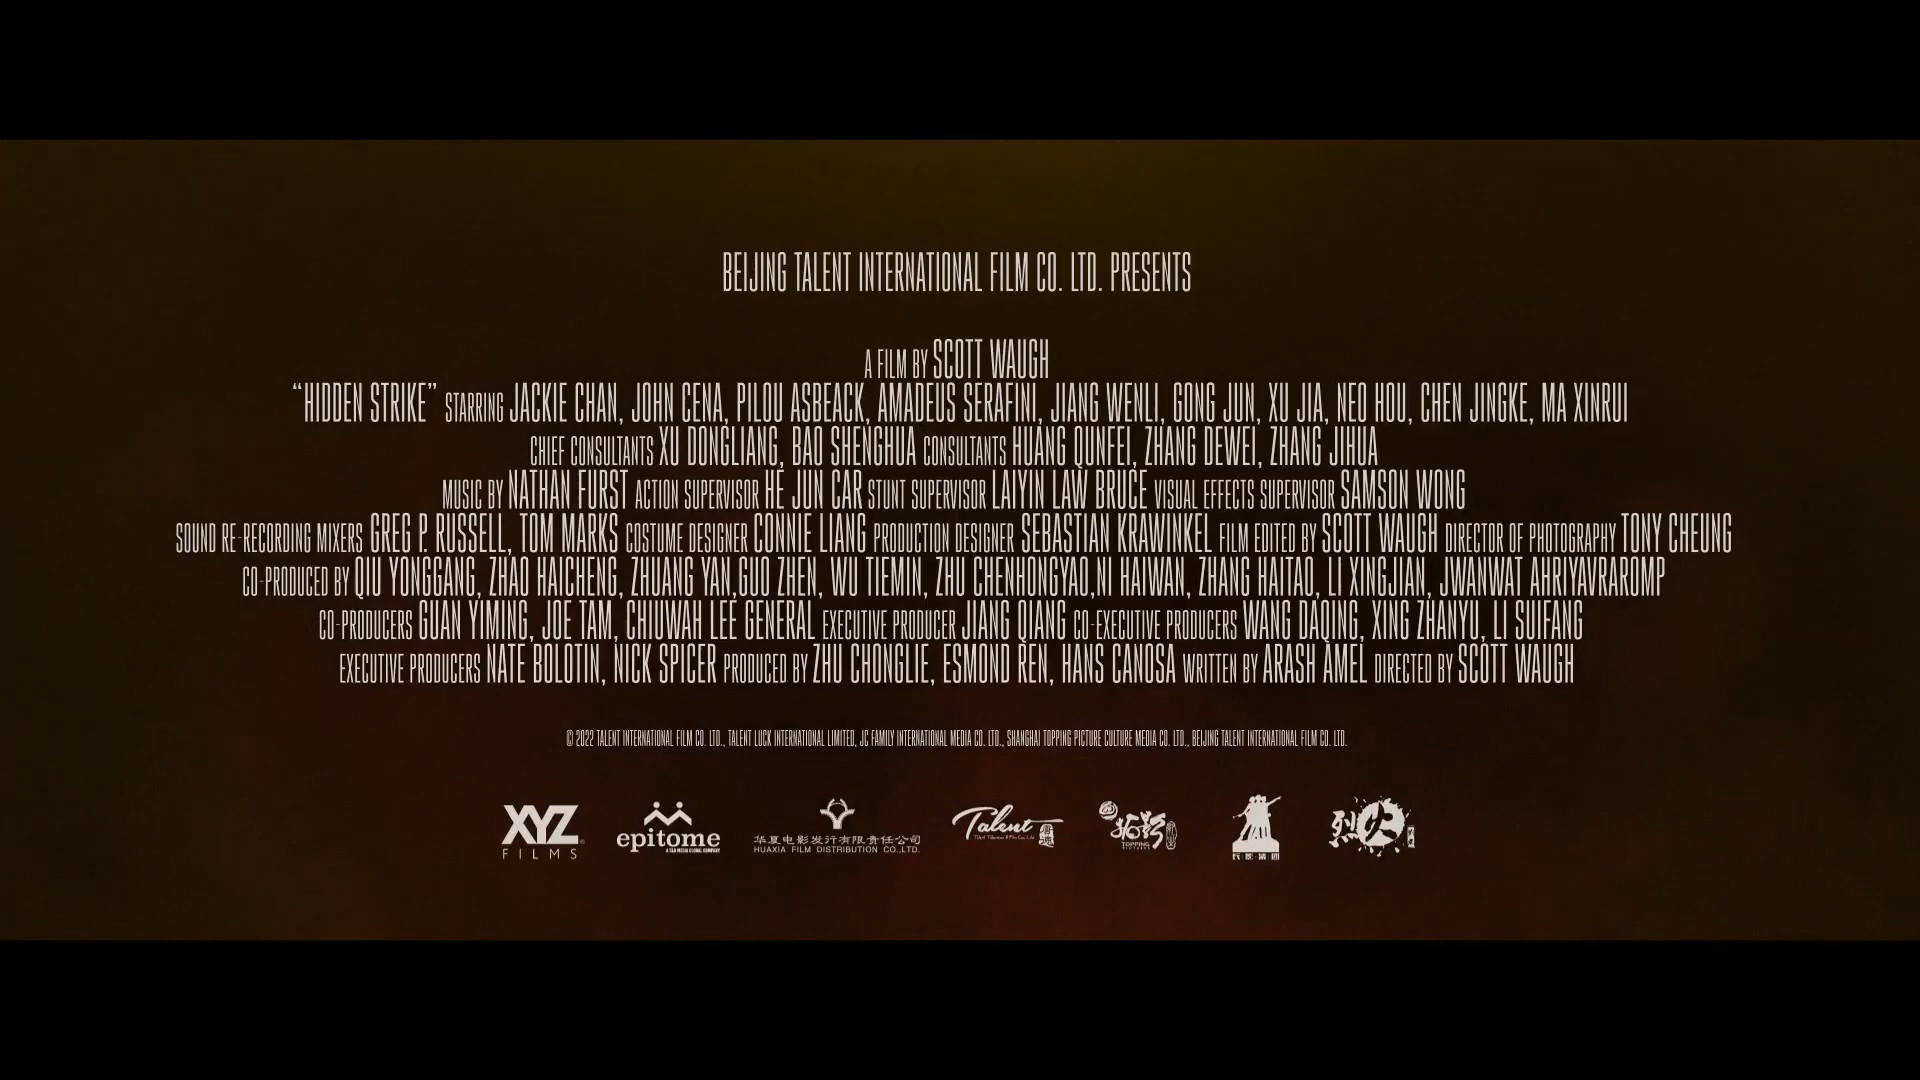 BEIJING TALENT INTERNATIONAL FILM CO. LTD. PRESENTS
A FILM BY SCOTT WAUGH
“HIDDEN STRIKE” STARRING JACKIE CHAN, JOHN CENA, PILOU ASBEACK, AMADEUS SERAFINI, JIANG WENLI, GONG JUN, XU JIA, NEO HOU, CHEN JINGKE, MA XINRUI
CHIEF CONSULTANTS XU DONGLIANG, BAO SHENGHUA CONSULTANTS HUANG QUNFEI, ZHANG DEWEI, ZHANG JIHUA
MUSIC BY NATHAN FURST ACTION SUPERVISOR HE JUN CAR STUNT SUPERVISOR LAIYIN LAW BRUCE VISUAL EFFECTS SUPERVISOR SAMSON WONG
SOUND RE-RECORDING MIXERS GREG P. RUSSELL, TOM MARKS COSTUME DESIGNER CONNIE LIANG PRODUCTION DESIGNER SEBASTIAN KRAWINKEL FILM EDITED BY SCOTT WAUGH DIRECTOR OF PHOTOGRAPHY TONY CHEUNG
CO-PRODUCED BY QIU YONGGANG, ZHAO HAICHENG, ZHUANG YAN,GUO ZHEN, WU TIEMIN, ZHU CHENHONGYAO,NI HAIWAN, ZHANG HAITAO, LI XINGJIAN, JWANWAT AHRIYAVRAROMP
CO-PRODUCERS GUAN YIMING, JOE TAM, CHIUWAH LEE GENERAL EXECUTIVE PRODUCER JIANG QIANG CO-EXECUTIVE PRODUCERS WANG DAQING, XING ZHANYU, LI SUIFANG
EXECUTIVE PRODUCERS NATE BOLOTIN, NICK SPICER PRODUCED BY ZHU CHONGLIE, ESMOND REN, HANS CANOSA WRITTEN BY ARASH AMEL DIRECTED BY SCOTT WAUGH
© 2022 TALENT INTERNATIONAL FILM CO. LTD., TALENT LUCK INTERNATIONAL LIMITED, JC FAMILY INTERNATIONAL MEDIA CO. LTD., SHANGHAI TOPPING PICTURE CULTURE MEDIA CO. LTD., BEIJING TALENT INTERNATIONAL FILM CO. LTD.
XYZ
FILMS
epitome
华夏电影发行有限责任公司
HUAXIA FILM DISTRIBUTION CO.,LTD.
Talent
拓影
TOPPING
长影集团
烈火